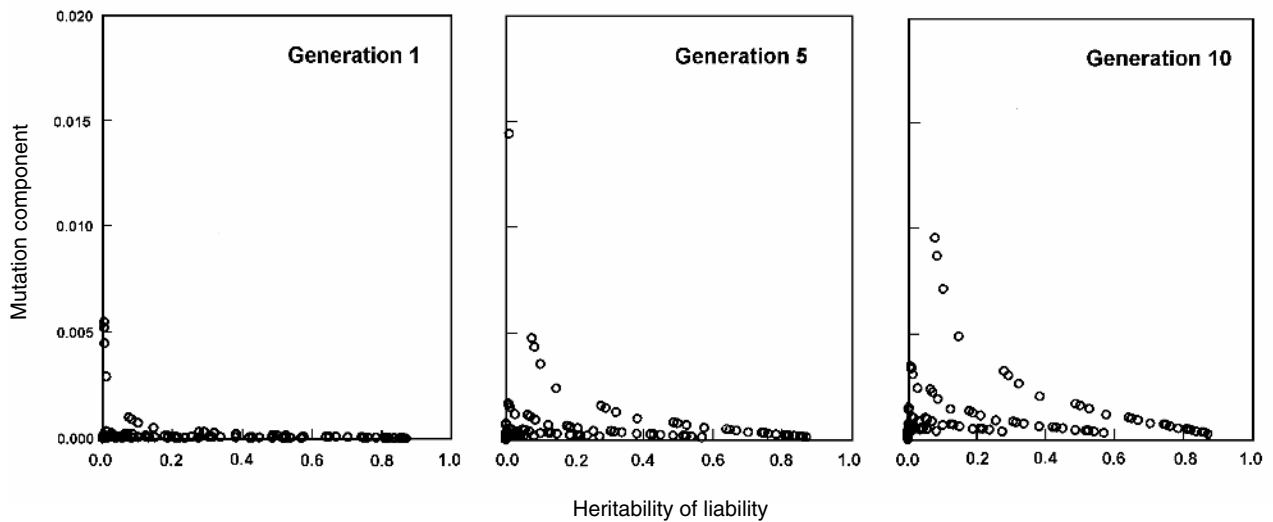 Generation 1
Generation 5
Generation 10
Mutation component
0.020
0.015
0.010
0.005
0.000
0.0 0.2 0.4 0.6 0.8 1.0
0.0 0.2 0.4 0.6 0.8 1.0
0.0 0.2 0.4 0.6 0.8 1.0
Heritability of liability